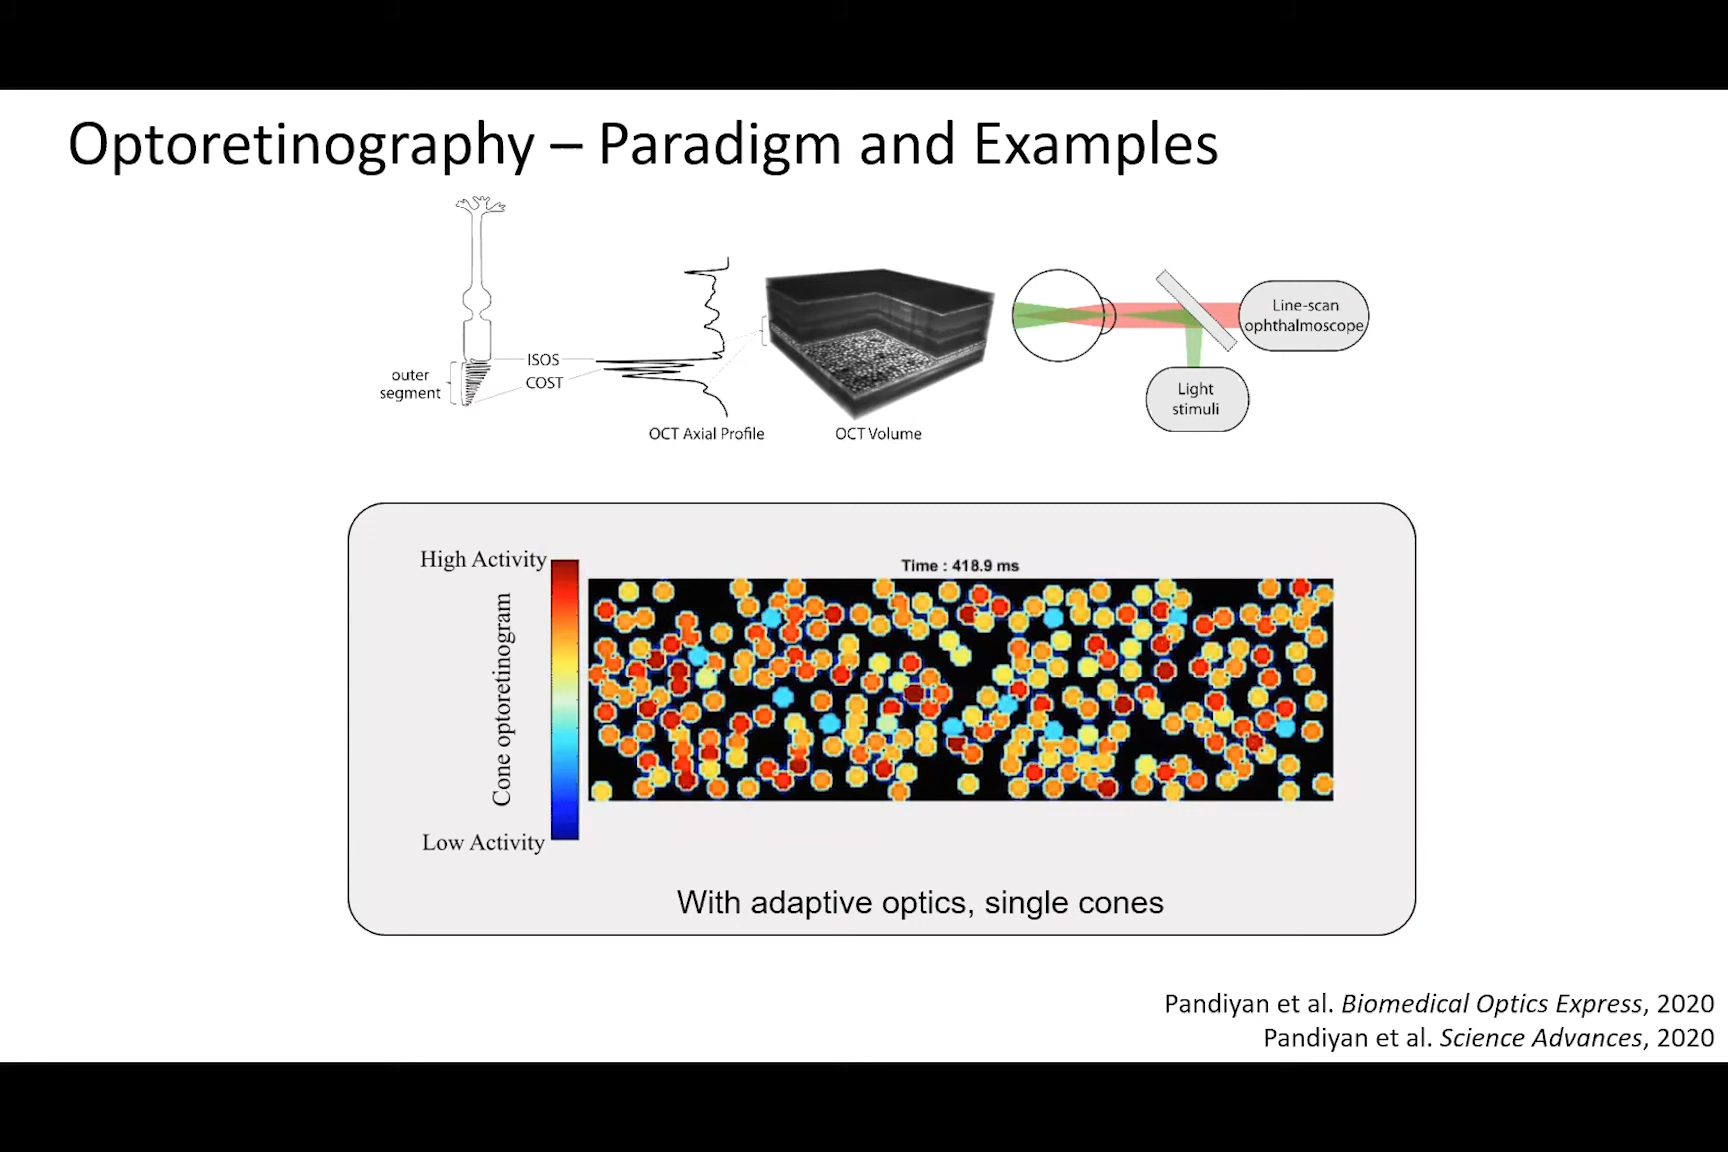 Optoretinography – Paradigm and Examples
outer
segment
ISOS
COST
OCT Axial Profile
OCT Volume
Line-scan
ophthalmoscope
Light
stimuli
High Activity
Cone optoretinogram
Low Activity
Time : 418.9 ms
With adaptive optics, single cones
Pandiyan et al. Biomedical Optics Express, 2020
Pandiyan et al. Science Advances, 2020